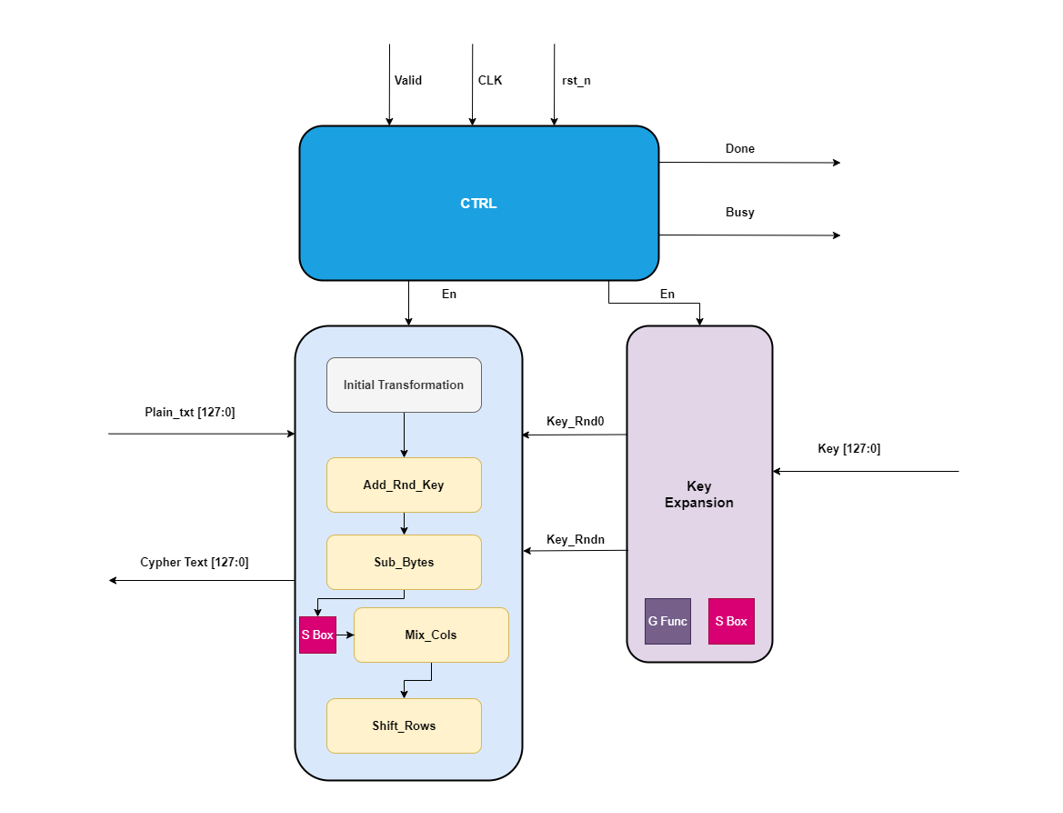 Valid
CLK
rst_n
Done
CTRL
Busy
En
En
Initial Transformation
Plain_txt [127:0]
Key_Rnd0
Key [127:0]
Add_Rnd_Key
Key
Expansion
Key_Rndn
Cypher Text [127:0]
Sub_Bytes
S Box
Mix_Cols
G Func
S Box
Shift_Rows